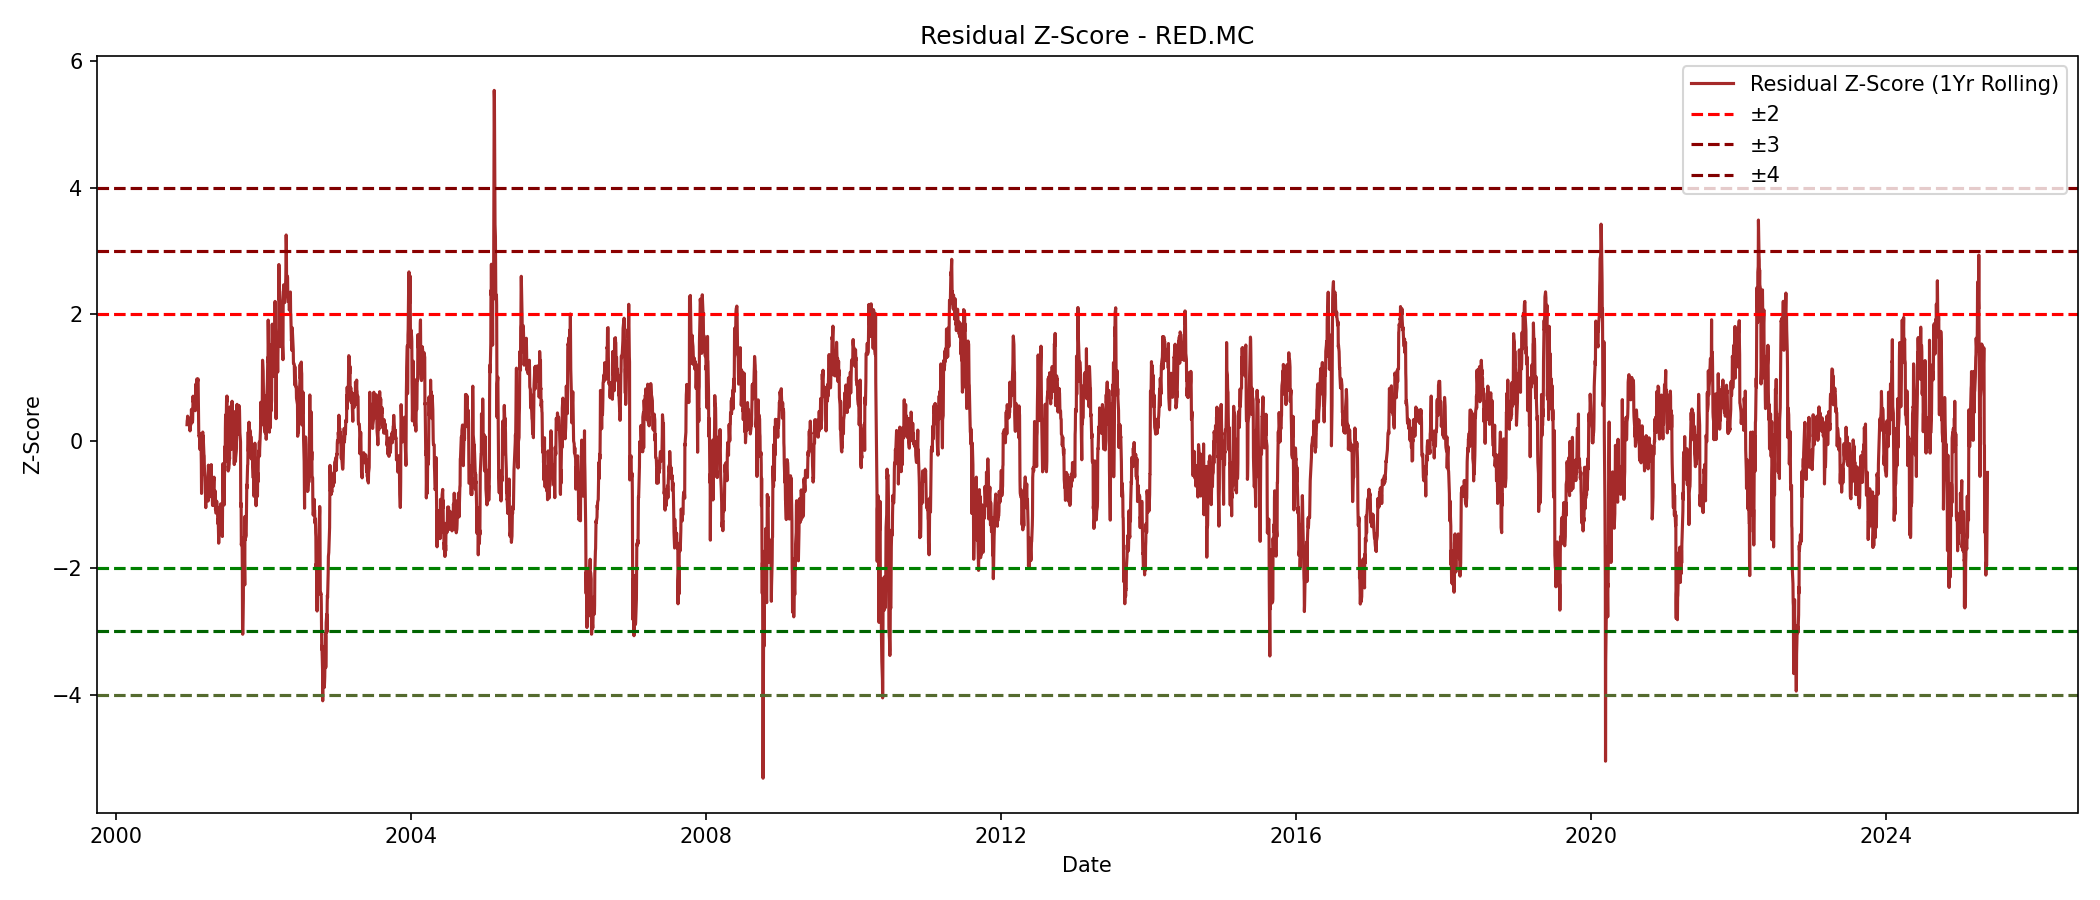 Residual Z-Score - RED.MC
6
4
2
0
−2
−4
Z-Score
Residual Z-Score (1Yr Rolling)
±2
±3
±4
2000 2004 2008 2012 2016 2020 2024
Date